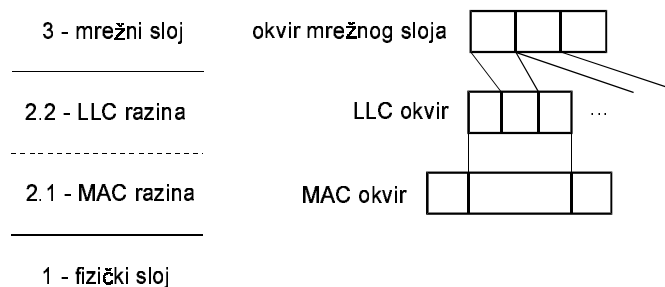 3 - mrežni sloj
okvir mrežnog sloja
2.2 - LLC razina
LLC okvir
...
2.1 - MAC razina
MAC okvir
1 - fizički sloj